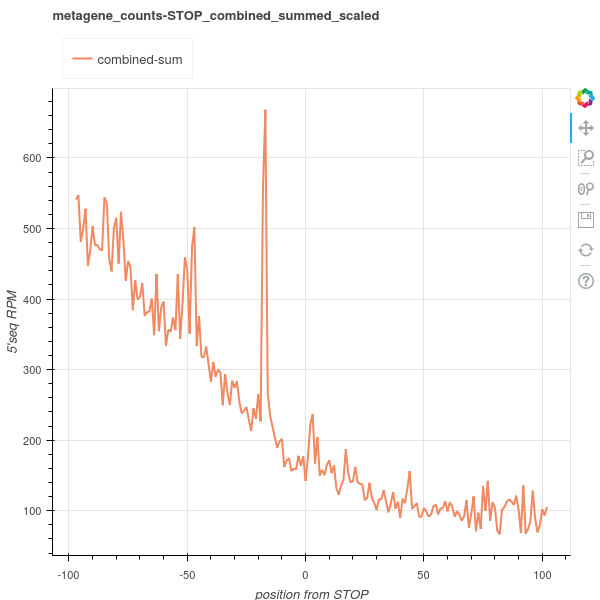 metagene_counts-STOP_combined_summed_scaled
combined-sum
600
500
400
300
200
100
5'seq RPM
-100
-50
0
50
100
position from STOP